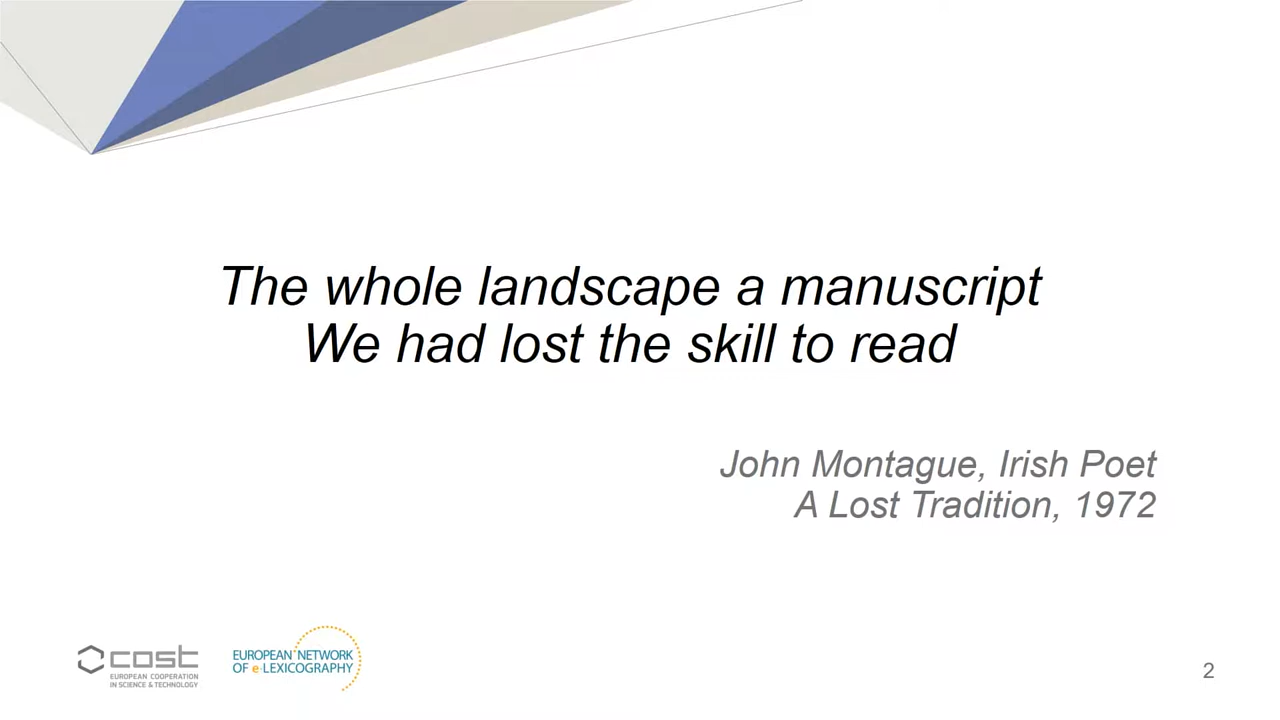 The whole landscape a manuscript
We had lost the skill to read
John Montague, Irish Poet
A Lost Tradition, 1972
cost
EUROPEAN COOPERATION
IN SCIENCE & TECHNOLOGY
EUROPEAN NETWORK
OF e-LEXICOGRAPHY
2